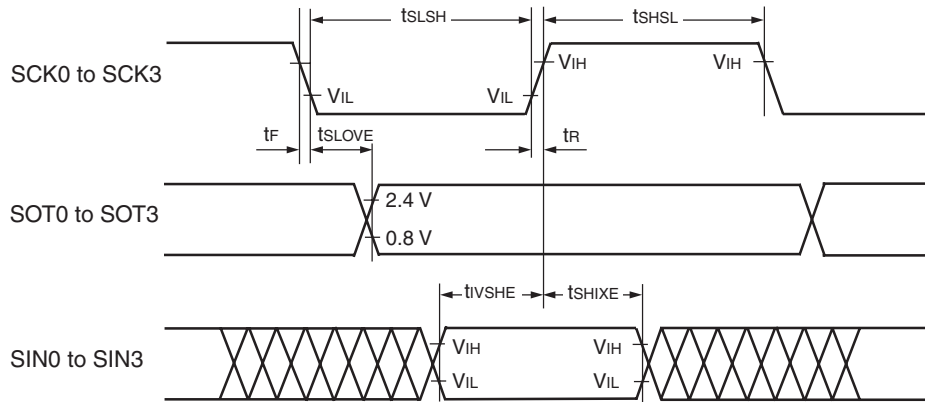 tSLSH tSHSL
SCK0 to SCK3 VIH VIH
VIL VIL
tF tSLOVE tR
SOT0 to SOT3 2.4 V
0.8 V
tIVSHE tSHIXE
SIN0 to SIN3 VIH VIH
VIL VIL